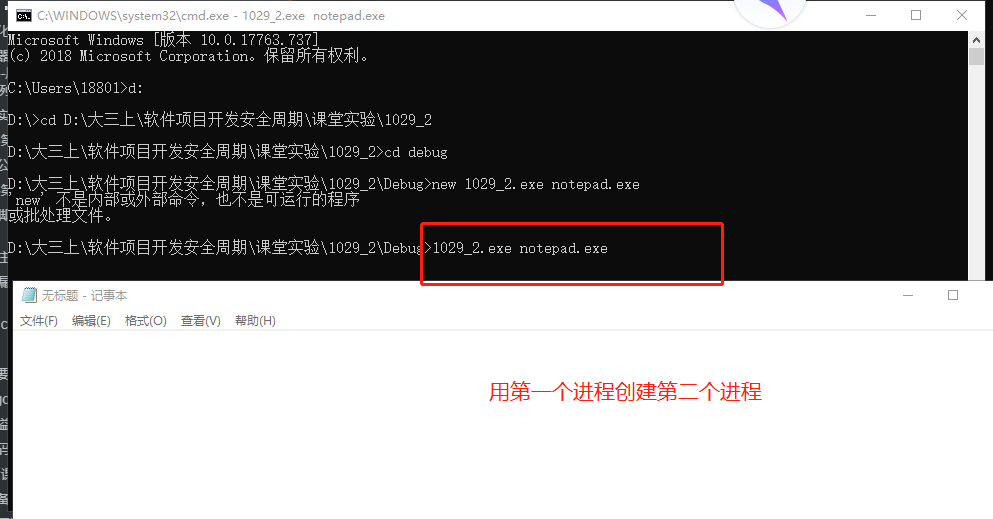 C:\WINDOWS\system32\cmd.exe - 1029_2.exe  notepad.exe
Microsoft Windows [版本 10.0.17763.737]
(c) 2018 Microsoft Corporation。保留所有权利。
C:\Users\18801>d:
D:\>cd D:\大三上\软件项目开发安全周期\课堂实验\1029_2
D:\大三上\软件项目开发安全周期\课堂实验\1029_2>cd debug
D:\大三上\软件项目开发安全周期\课堂实验\1029_2\Debug>new 1029_2.exe notepad.exe
'new' 不是内部或外部命令，也不是可运行的程序
或批处理文件。
D:\大三上\软件项目开发安全周期\课堂实验\1029_2\Debug>1029_2.exe notepad.exe
无标题 - 记事本
文件(F) 编辑(E) 格式(O) 查看(V) 帮助(H)
用第一个进程创建第二个进程